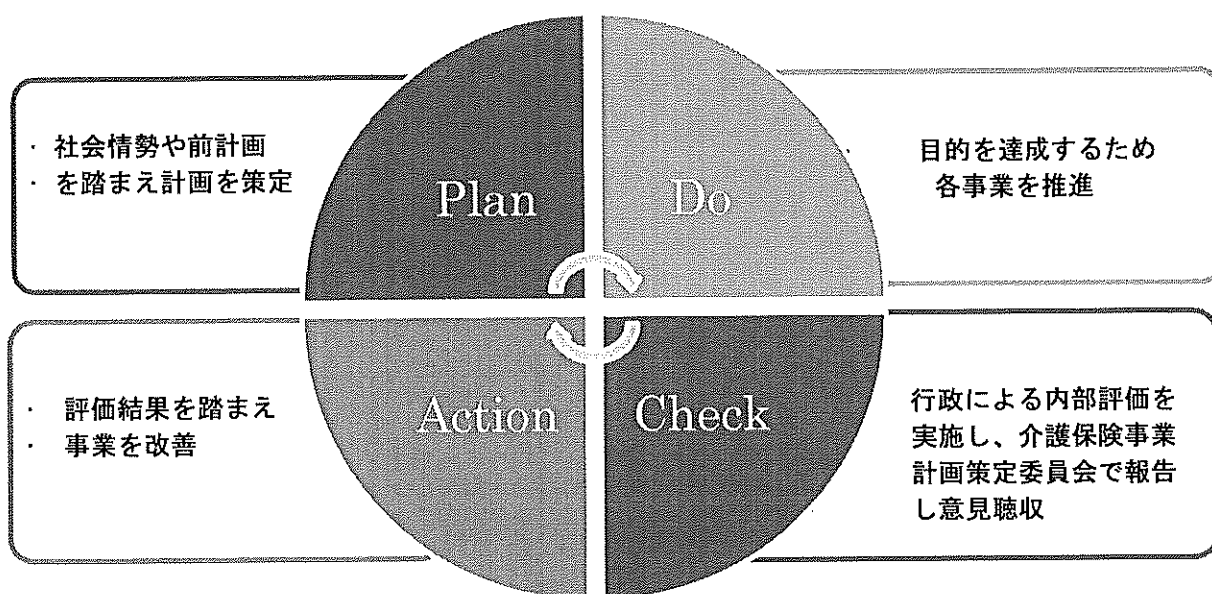 ・ 社会情勢や前計画
・ を踏まえ計画を策定
Plan
Do
目的を達成するため
各事業を推進
・ 評価結果を踏まえ
・ 事業を改善
Action
Check
行政による内部評価を
実施し、介護保険事業
計画策定委員会で報告
し意見聴収